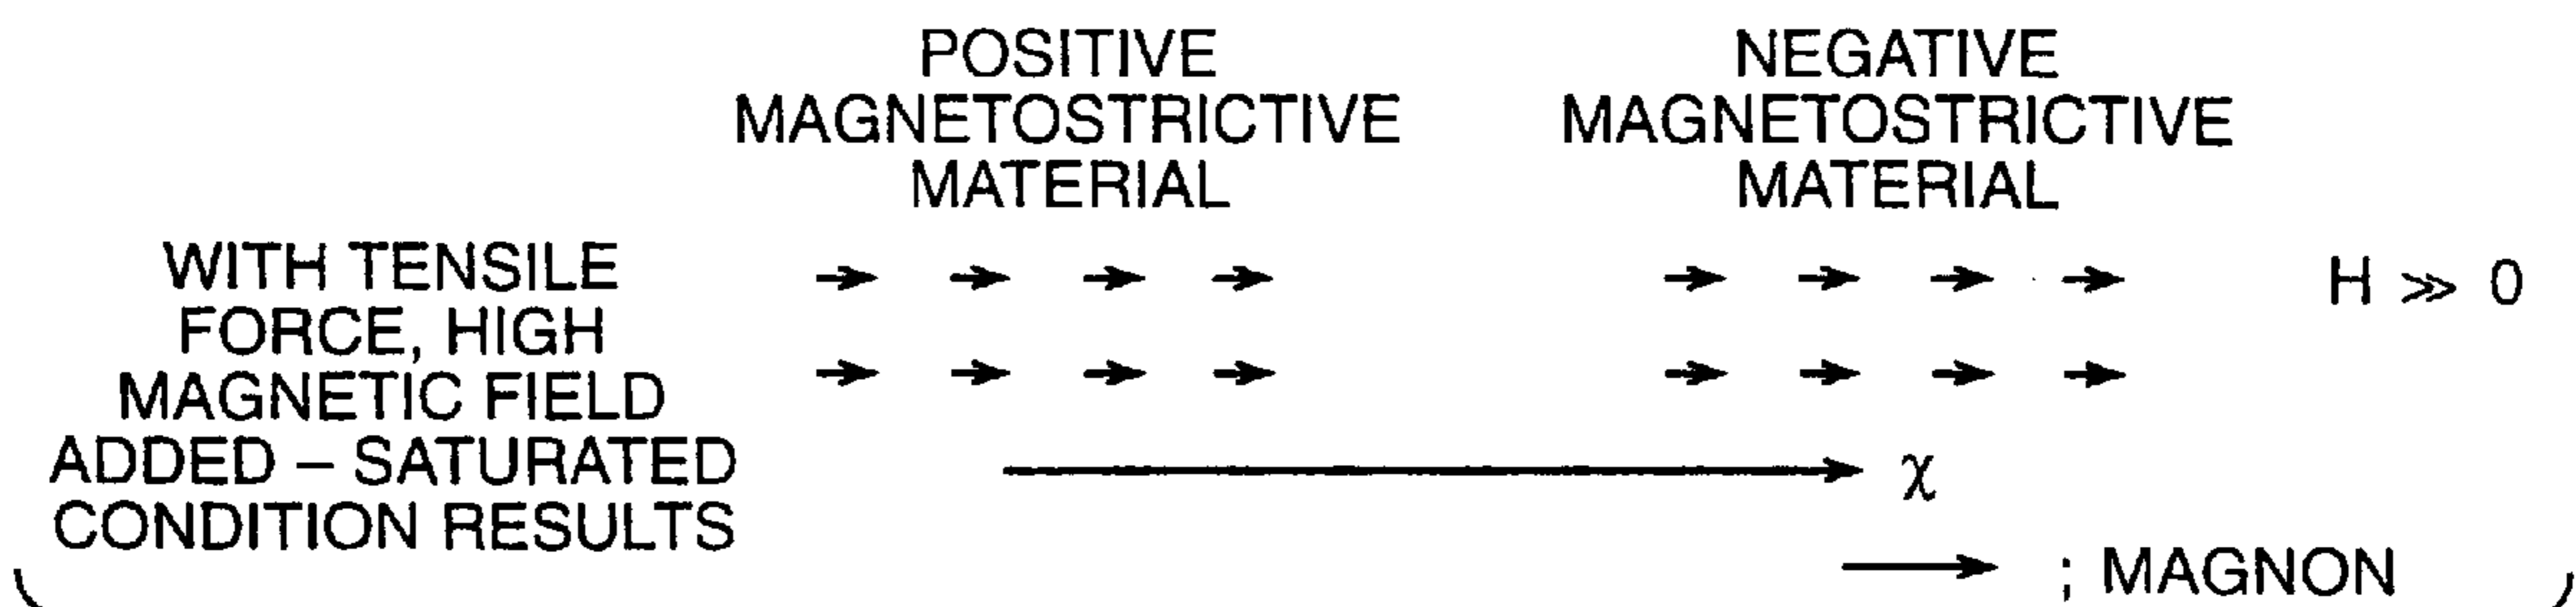 POSITIVE
MAGNETOSTRICTIVE
MATERIAL
NEGATIVE
MAGNETOSTRICTIVE
MATERIAL
WITH TENSILE
FORCE, HIGH
MAGNETIC FIELD
ADDED – SATURATED
CONDITION RESULTS
H ≫ 0
χ
; MAGNON